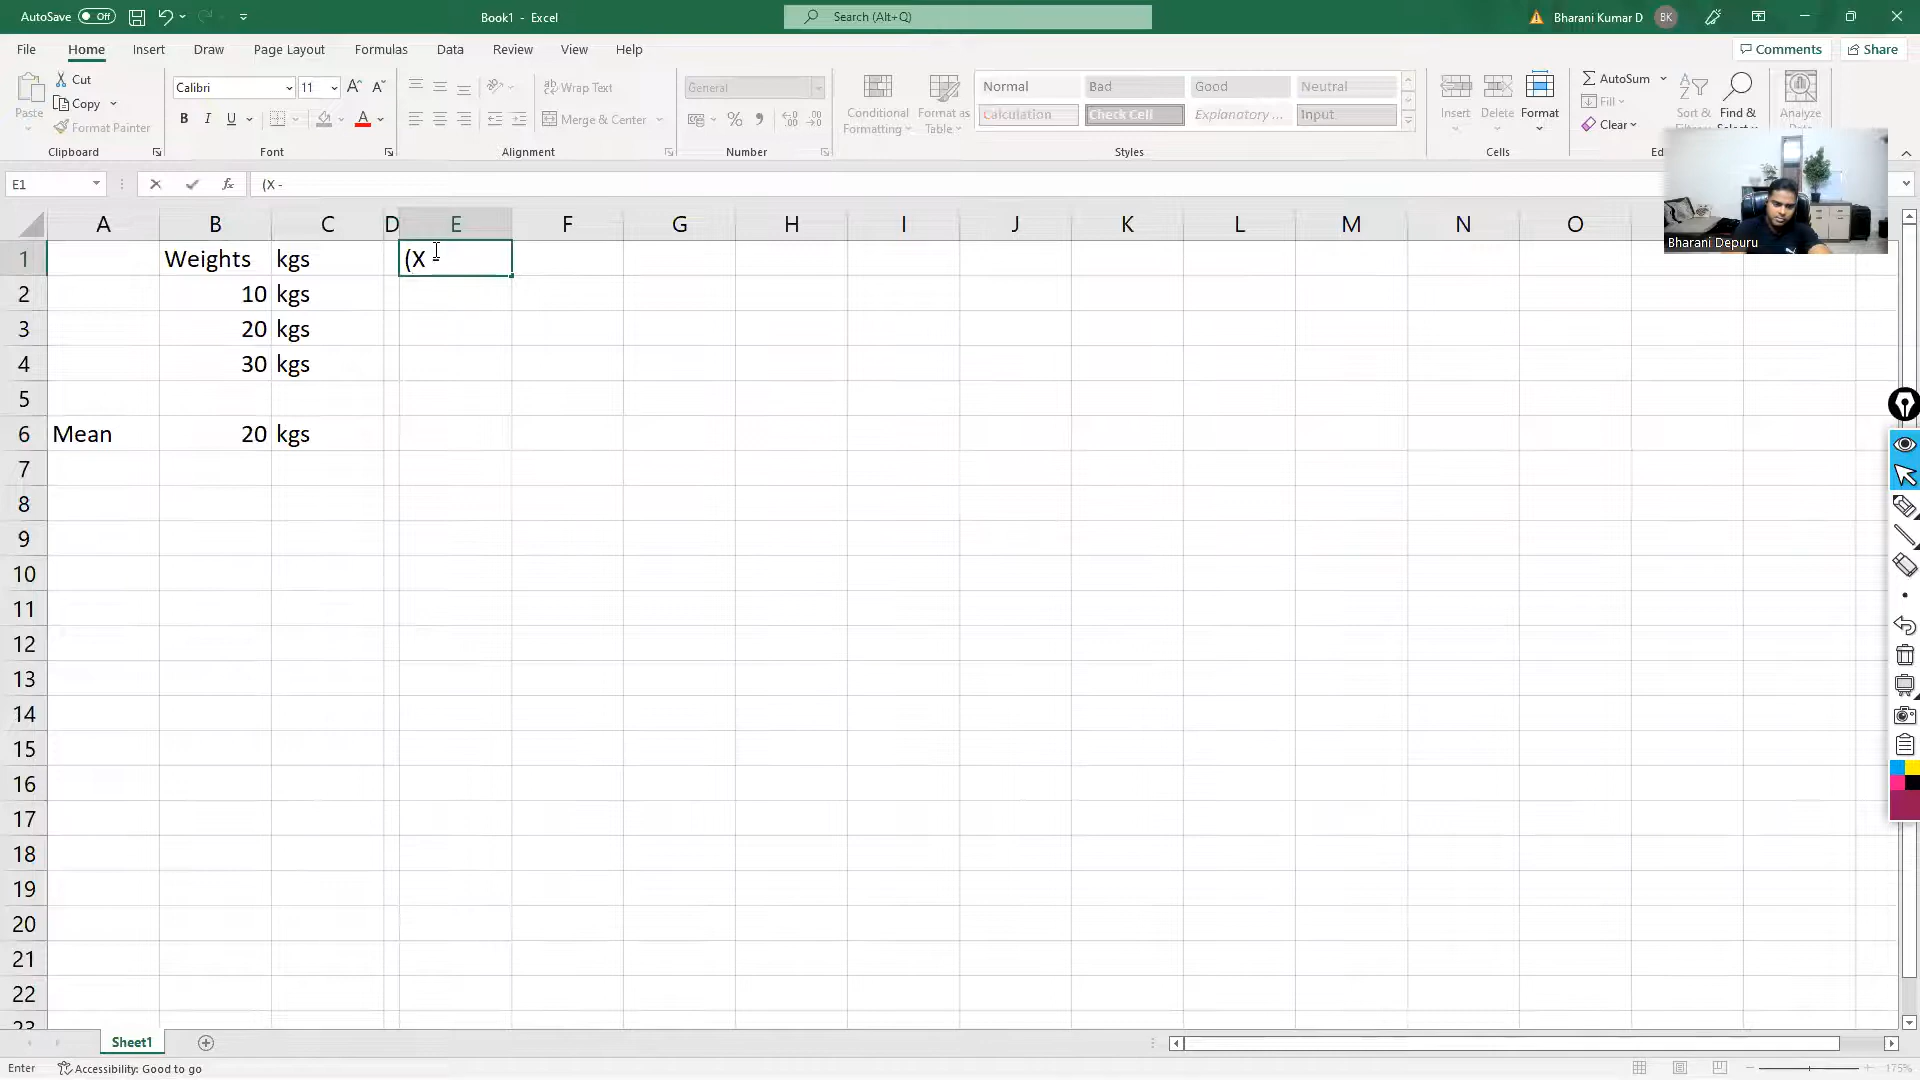 AutoSave Off Book1 - Excel Search (Alt+Q) Bharani Kumar D BK
File Home Insert Draw Page Layout Formulas Data Review View Help Comments Share
Paste Cut Copy Format Painter Clipboard
Calibri 11 A A B I U A Font
Wrap Text Merge & Center Alignment
General % 9 Number
Conditional Formatting Format as Table
Normal Bad Good Neutral
Calculation Check Cell Explanatory ... Input
Styles
Insert Delete Format Cells
AutoSum Fill Clear Sort & Find & Analyze
Bharani Depuru
E1 fx (X -
A B C D E F G H I J K L M N O
1 Weights kgs (X -
2 10 kgs
3 20 kgs
4 30 kgs
5
6 Mean 20 kgs
7
8
9
10
11
12
13
14
15
16
17
18
19
20
21
22
23
Sheet1
Enter Accessibility: Good to go 175%